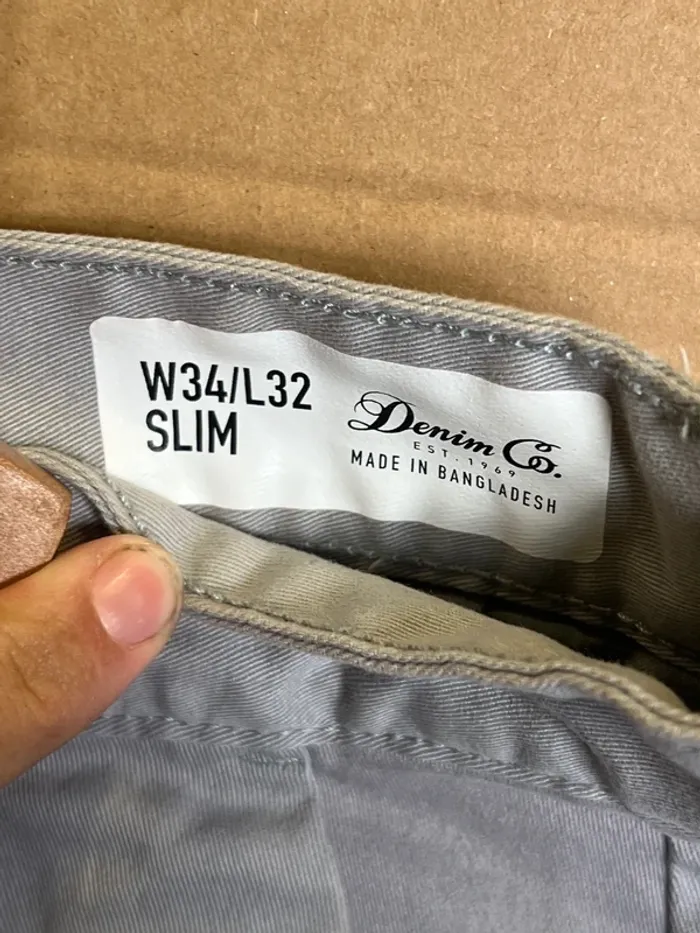 W34/L32
SLIM
Denim Co.
EST. 1969
MADE IN BANGLADESH